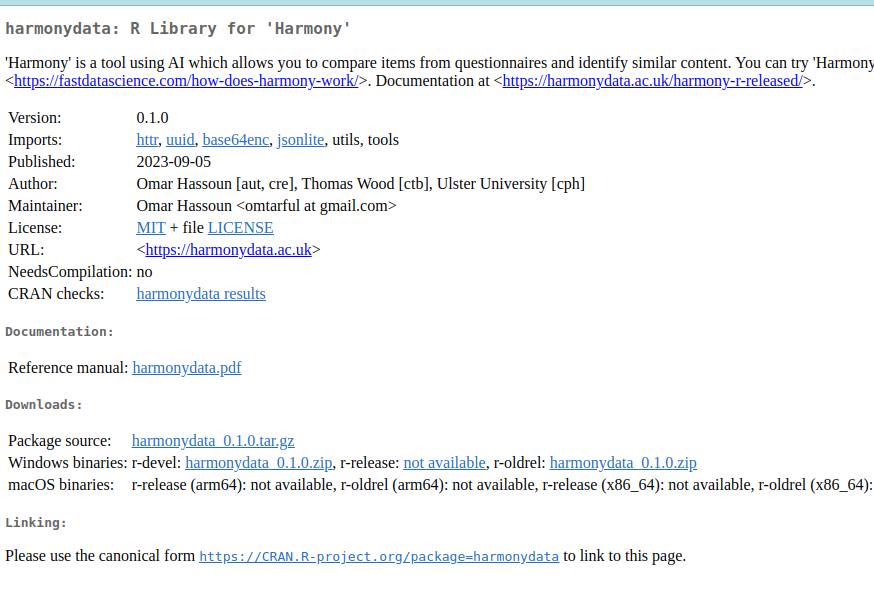 harmonydata: R Library for 'Harmony'
'Harmony' is a tool using AI which allows you to compare items from questionnaires and identify similar content. You can try 'Harmony
<https://fastdatascience.com/how-does-harmony-work/>. Documentation at <https://harmonydata.ac.uk/harmony-r-released/>.
Version: 0.1.0
Imports: httr, uuid, base64enc, jsonlite, utils, tools
Published: 2023-09-05
Author: Omar Hassoun [aut, cre], Thomas Wood [ctb], Ulster University [cph]
Maintainer: Omar Hassoun <omtarful at gmail.com>
License: MIT + file LICENSE
URL: <https://harmonydata.ac.uk>
NeedsCompilation: no
CRAN checks: harmonydata results
Documentation:
Reference manual: harmonydata.pdf
Downloads:
Package source: harmonydata_0.1.0.tar.gz
Windows binaries: r-devel: harmonydata_0.1.0.zip, r-release: not available, r-oldrel: harmonydata_0.1.0.zip
macOS binaries: r-release (arm64): not available, r-oldrel (arm64): not available, r-release (x86_64): not available, r-oldrel (x86_64):
Linking:
Please use the canonical form https://CRAN.R-project.org/package=harmonydata to link to this page.